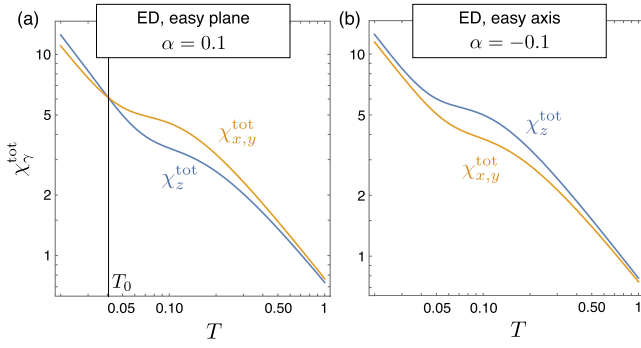 (a)
ED, easy plane
α = 0.1
10
5
2
1
χ_γ^tot
χ_{x,y}^tot
χ_z^tot
T_0
0.05 0.10 0.50 1
T
(b)
ED, easy axis
α = −0.1
10
5
2
1
χ_z^tot
χ_{x,y}^tot
0.05 0.10 0.50 1
T